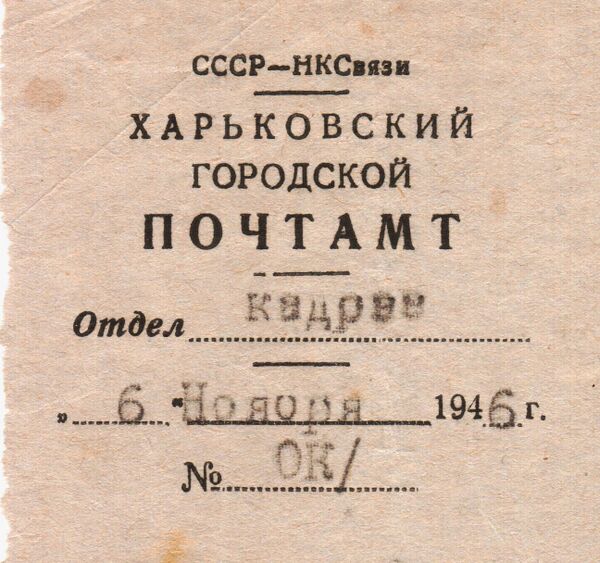 СССР—НКСвязи
ХАРЬКОВСКИЙ
ГОРОДСКОЙ
ПОЧТАМТ
Отдел кадров
„ 6 “ Ноября 1946 г.
№ ОК/